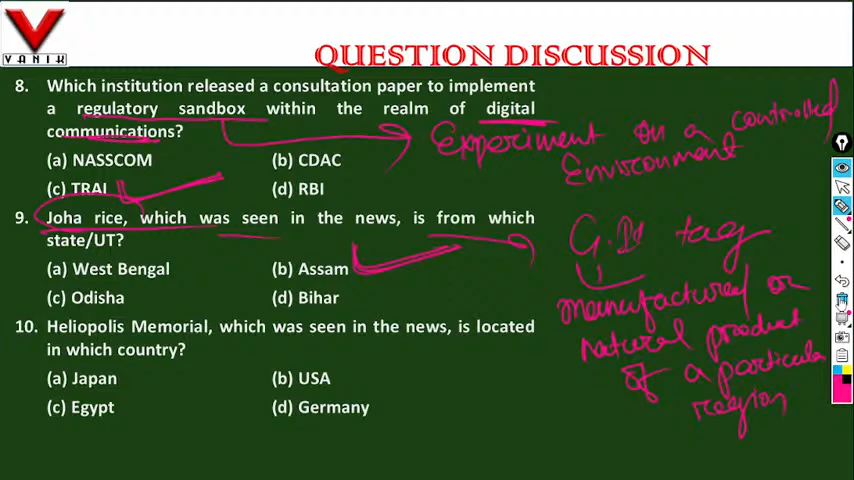 VANIK
QUESTION DISCUSSION
8. Which institution released a consultation paper to implement
a regulatory sandbox within the realm of digital
communications?
(a) NASSCOM (b) CDAC
(c) TRAI (d) RBI
Experiment on a controlled
Environment
9. Joha rice, which was seen in the news, is from which
state/UT?
(a) West Bengal (b) Assam
(c) Odisha (d) Bihar
G.I tag
manufactured or
natural product
of a particular
region
10. Heliopolis Memorial, which was seen in the news, is located
in which country?
(a) Japan (b) USA
(c) Egypt (d) Germany